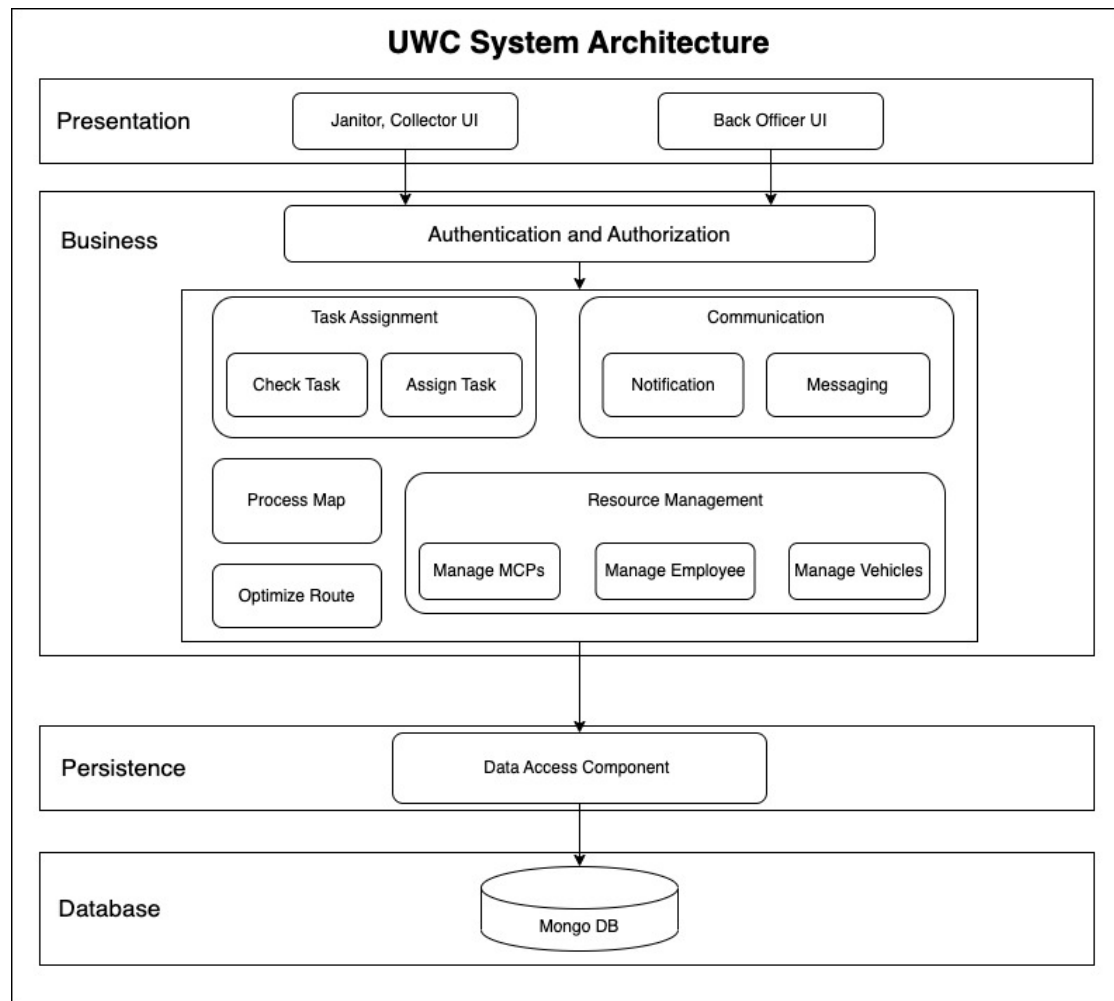 UWC System Architecture
Presentation
Janitor, Collector UI
Back Officer UI
Business
Authentication and Authorization
Task Assignment
Communication
Check Task
Assign Task
Notification
Messaging
Process Map
Resource Management
Manage MCPs
Manage Employee
Manage Vehicles
Optimize Route
Persistence
Data Access Component
Database
Mongo DB